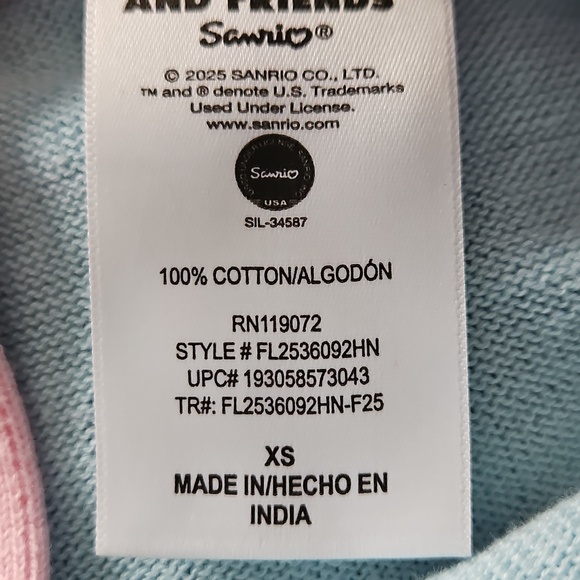 AND FRIENDS
Sanrio®
© 2025 SANRIO CO., LTD.
TM and ® denote U.S. Trademarks
Used Under License.
www.sanrio.com
Sanrio
USA
SIL-34587
100% COTTON/ALGODÓN
RN119072
STYLE # FL2536092HN
UPC# 193058573043
TR#: FL2536092HN-F25
XS
MADE IN/HECHO EN
INDIA